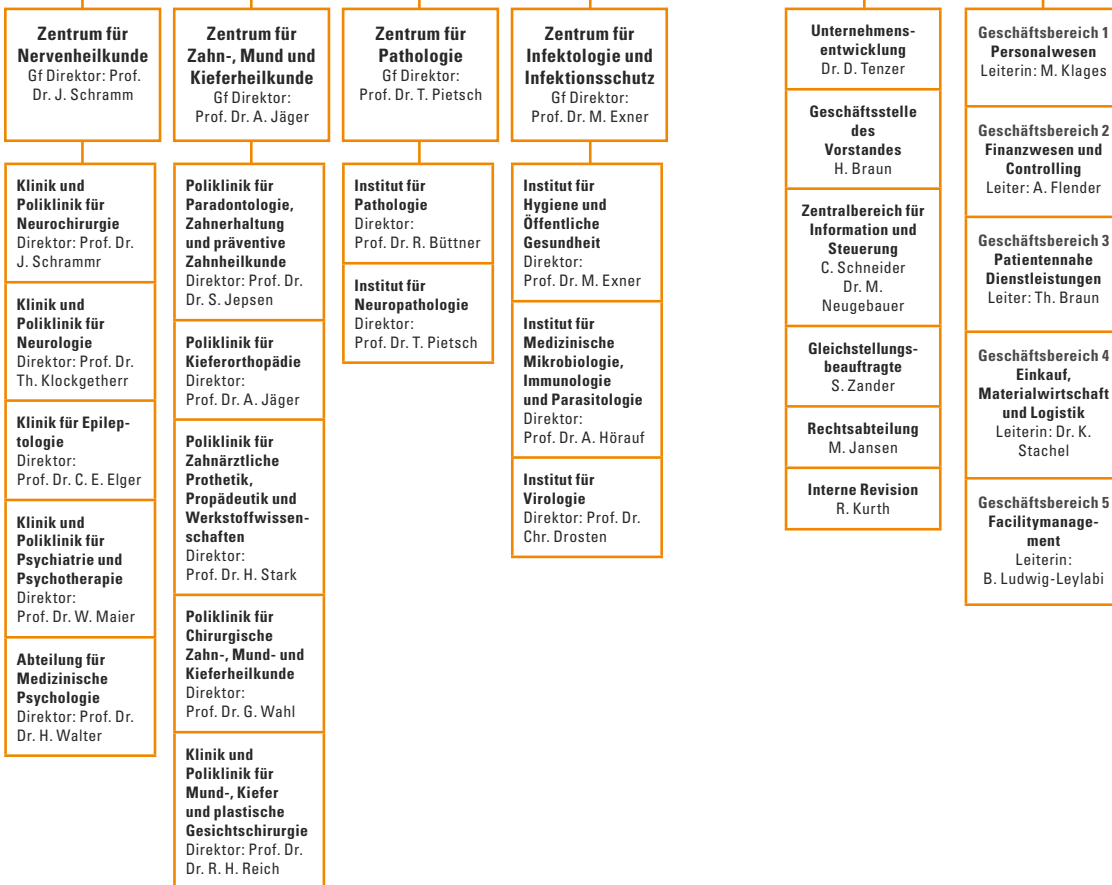 Zentrum für
Nervenheilkunde
Gf Direktor: Prof.
Dr. J. Schramm
Klinik und
Poliklinik für
Neurochirurgie
Direktor: Prof. Dr.
J. Schrammr
Klinik und
Poliklinik für
Neurologie
Direktor: Prof. Dr.
Th. Klockgetherr
Klinik für Epilep-
tologie
Direktor:
Prof. Dr. C. E. Elger
Klinik und
Poliklinik für
Psychiatrie und
Psychotherapie
Direktor:
Prof. Dr. W. Maier
Abteilung für
Medizinische
Psychologie
Direktor: Prof. Dr.
Dr. H. Walter
Zentrum für
Zahn-, Mund und
Kieferheilkunde
Gf Direktor:
Prof. Dr. A. Jäger
Poliklinik für
Paradontologie,
Zahnerhaltung
und präventive
Zahnheilkunde
Direktor: Prof. Dr.
Dr. S. Jepsen
Poliklinik für
Kieferorthopädie
Direktor:
Prof. Dr. A. Jäger
Poliklinik für
Zahnärztliche
Prothetik,
Propädeutik und
Werkstoffwissen-
schaften
Direktor:
Prof. Dr. H. Stark
Poliklinik für
Chirurgische
Zahn-, Mund- und
Kieferheilkunde
Direktor:
Prof. Dr. G. Wahl
Klinik und
Poliklinik für
Mund-, Kiefer
und plastische
Gesichtschirurgie
Direktor: Prof. Dr.
Dr. R. H. Reich
Zentrum für
Pathologie
Gf Direktor:
Prof. Dr. T. Pietsch
Institut für
Pathologie
Direktor:
Prof. Dr. R. Büttner
Institut für
Neuropathologie
Direktor:
Prof. Dr. T. Pietsch
Zentrum für
Infektologie und
Infektionsschutz
Gf Direktor:
Prof. Dr. M. Exner
Institut für
Hygiene und
Öffentliche
Gesundheit
Direktor:
Prof. Dr. M. Exner
Institut für
Medizinische
Mikrobiologie,
Immunologie
und Parasitologie
Direktor:
Prof. Dr. A. Hörauf
Institut für
Virologie
Direktor: Prof. Dr.
Chr. Drosten
Unternehmens-
entwicklung
Dr. D. Tenzer
Geschäftsstelle
des
Vorstandes
H. Braun
Zentralbereich für
Information und
Steuerung
C. Schneider
Dr. M.
Neugebauer
Gleichstellungs-
beauftragte
S. Zander
Rechtsabteilung
M. Jansen
Interne Revision
R. Kurth
Geschäftsbereich 1
Personalwesen
Leiterin: M. Klages
Geschäftsbereich 2
Finanzwesen und
Controlling
Leiter: A. Flender
Geschäftsbereich 3
Patientennahe
Dienstleistungen
Leiter: Th. Braun
Geschäftsbereich 4
Einkauf,
Materialwirtschaft
und Logistik
Leiterin: Dr. K.
Stachel
Geschäftsbereich 5
Facilitymanage-
ment
Leiterin:
B. Ludwig-Leylabi